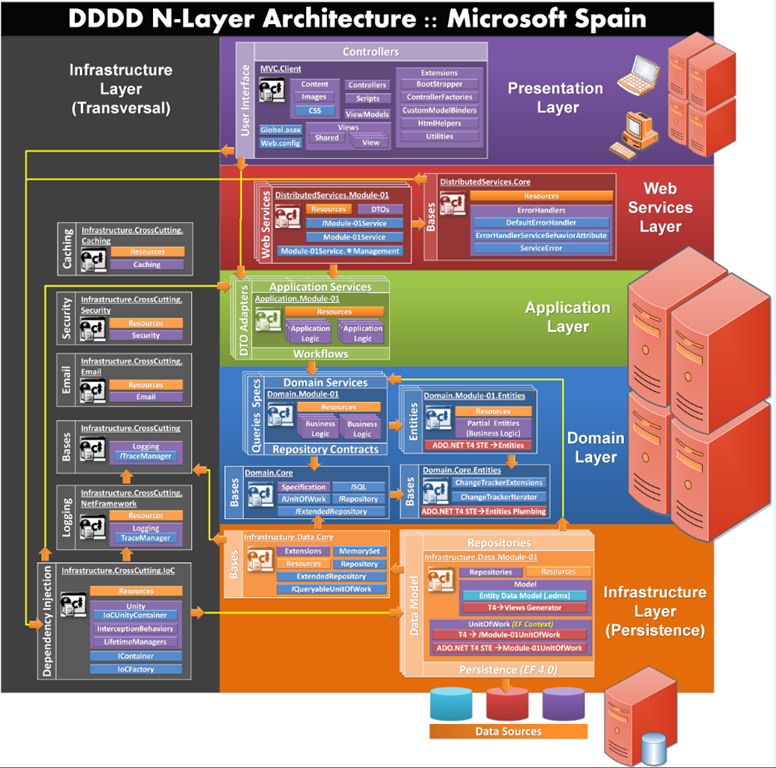 DDDD N-Layer Architecture :: Microsoft Spain
Infrastructure
Layer
(Transversal)
Controllers
User Interface
MVC.Client
Content
Images
CSS
Controllers
Scripts
ViewModels
Extensions
BootStrapper
ControllerFactories
CustomModelBinders
HtmlHelpers
Utilities
Global.asax
Web.config
Views
Shared
View
Presentation
Layer
Web Services
DistributedServices.Module-01
Resources
DTOs
IModule-01Service
Module-01Service
Module-01Service.*Management
Bases
DistributedServices.Core
Resources
ErrorHandlers
DefaultErrorHandler
ErrorHandlerServiceBehaviorAttribute
ServiceError
Web
Services
Layer
Caching
Infrastructure.CrossCutting.
Caching
Resources
Caching
Security
Infrastructure.CrossCutting.
Security
Resources
Security
Email
Infrastructure.CrossCutting.
Email
Resources
Email
Bases
Infrastructure.CrossCutting
Logging
ITraceManager
Logging
Infrastructure.CrossCutting.
NetFramework
Resources
Logging
TraceManager
Dependency Injection
Infrastructure.CrossCutting.IoC
Resources
Unity
IoCUnityContainer
InterceptionBehaviors
LifetimeManagers
IContainer
IoCFactory
DTO Adapters
Application Services
Application.Module-01
Resources
Application
Logic
Application
Logic
Workflows
Application
Layer
Queries Specs
Domain Services
Domain.Module-01
Resources
Business
Logic
Business
Logic
Repository Contracts
Entities
Domain.Module-01.Entities
Resources
Partial Entities
(Business Logic)
ADO.NET T4 STE →Entities
Domain
Layer
Bases
Domain.Core
Specification
ISQL
IUnitOfWork
IRepository
IExtendedRepository
Bases
Domain.Core.Entities
ChangeTrackerExtensions
ChangeTrackerIterator
ADO.NET T4 STE→Entities Plumbing
Bases
Infrastructure.Data.Core
Extensions
MemorySet
Resources
Repository
ExtendedRepository
IQueryableUnitOfWork
Data Model
Repositories
Infrastructure.Data.Module-01
Repositories
Resources
Model
Entity Data Model (.edmx)
T4→Views Generator
UnitOfWork (EF Context)
T4 → IModule-01UnitOfWork
ADO.NET T4 STE →Module-01UnitOfWork
Persistence (EF 4.0)
Infrastructure
Layer
(Persistence)
Data Sources